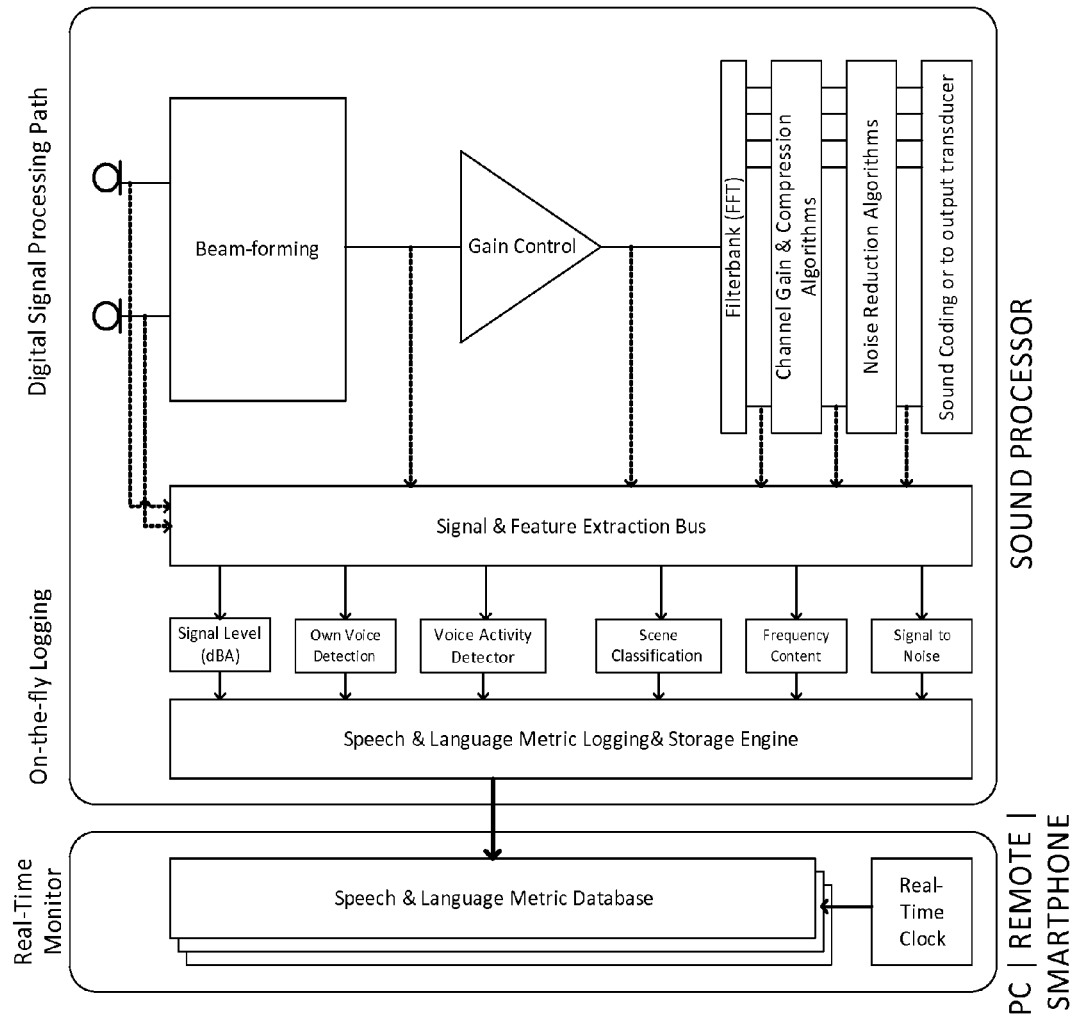 Digital Signal Processing Path
Beam-forming
Gain Control
Filterbank (FFT)
Channel Gain & Compression
Algorithms
Noise Reduction Algorithms
Sound Coding or to output transducer
SOUND PROCESSOR
Signal & Feature Extraction Bus
On-the-fly Logging
Signal Level
(dBA)
Own Voice
Detection
Voice Activity
Detector
Scene
Classification
Frequency
Content
Signal to
Noise
Speech & Language Metric Logging& Storage Engine
Real-Time
Monitor
Speech & Language Metric Database
Real-
Time
Clock
PC | REMOTE |
SMARTPHONE